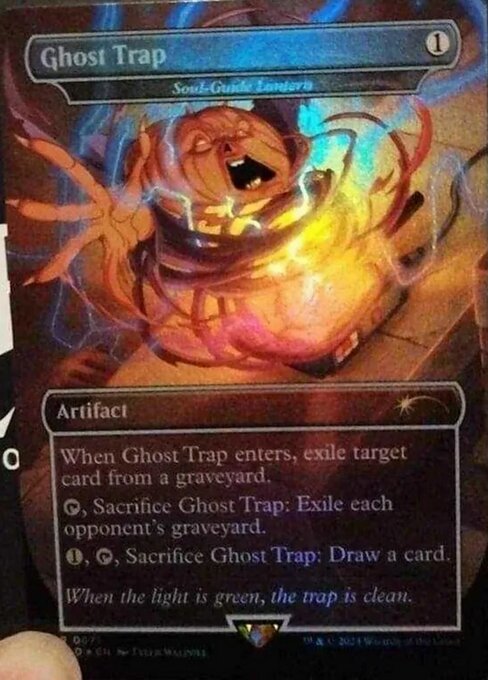 Ghost Trap 1
Soul-Guide Lantern
Artifact
When Ghost Trap enters, exile target
card from a graveyard.
, Sacrifice Ghost Trap: Exile each
opponent's graveyard.
1, , Sacrifice Ghost Trap: Draw a card.
When the light is green, the trap is clean.
EN